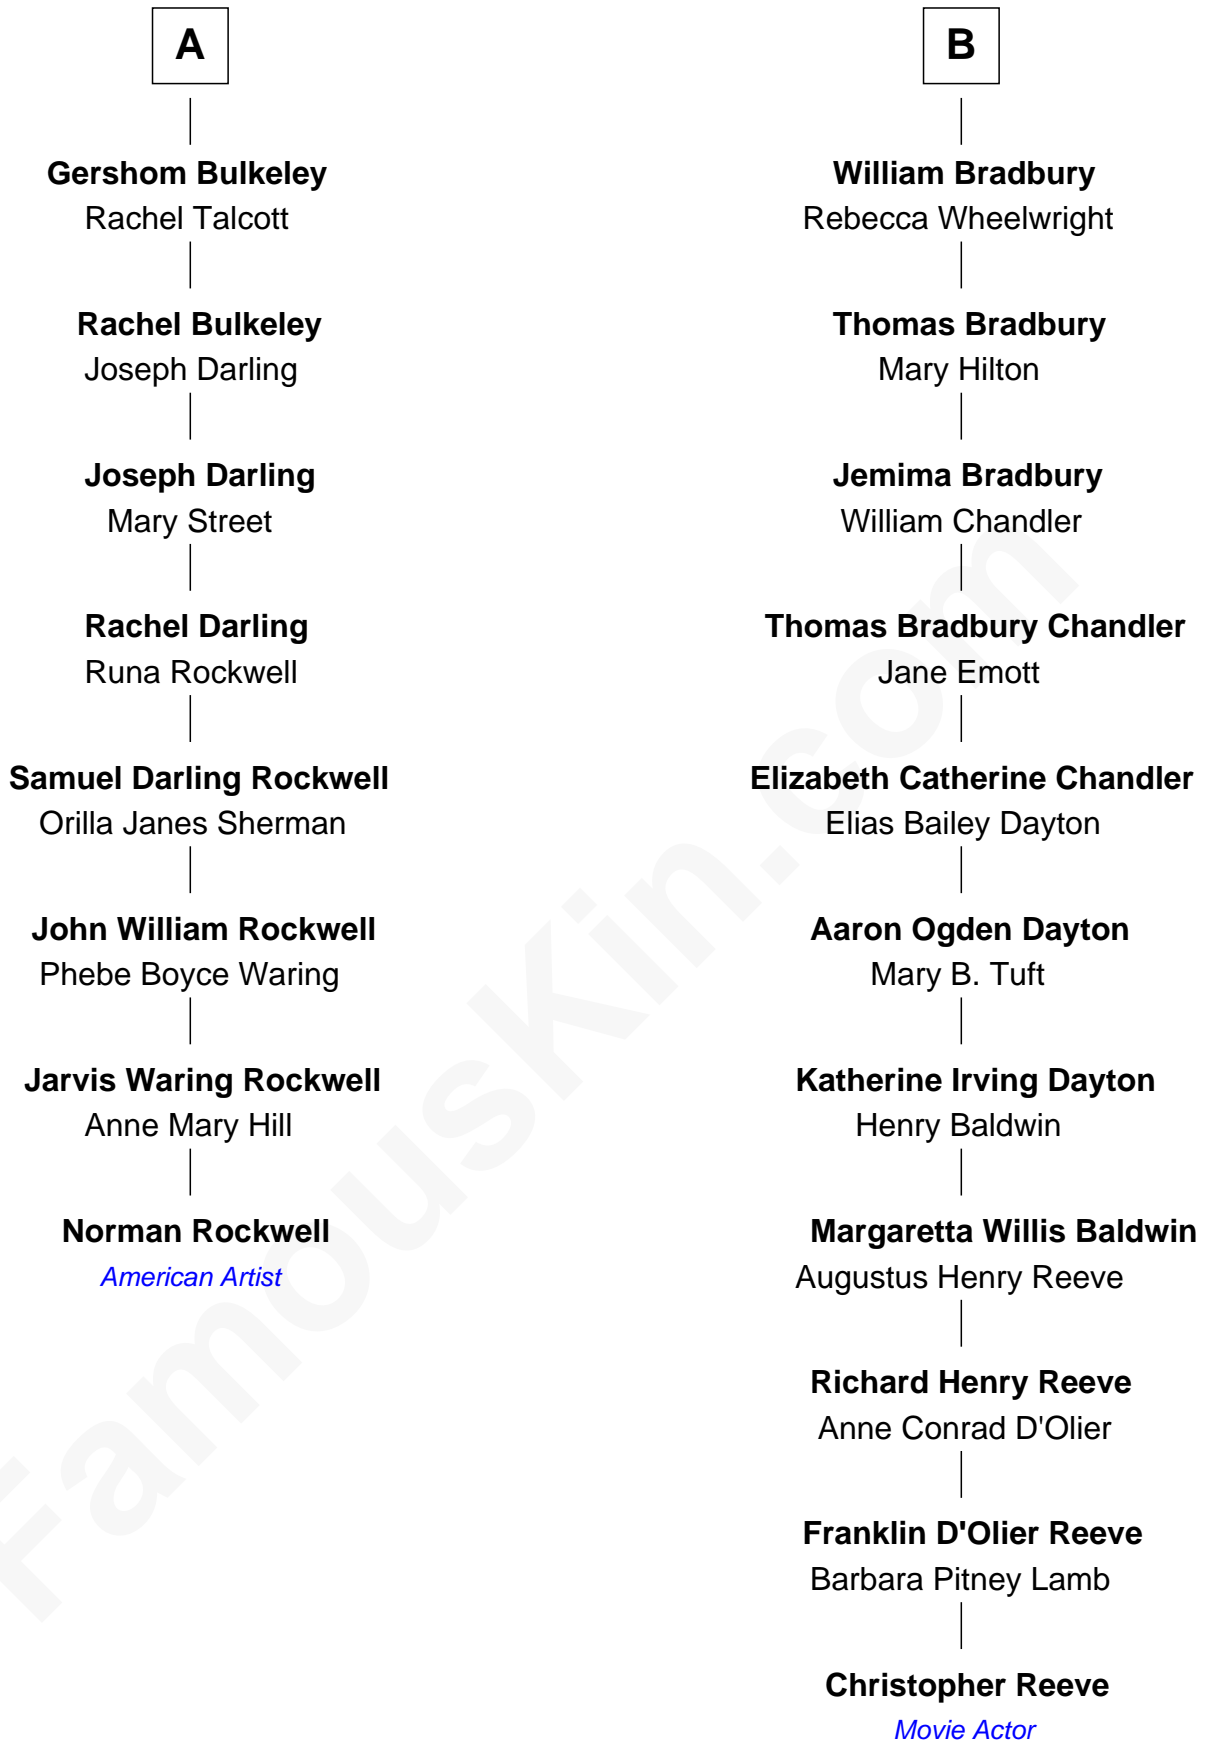 A
Gershom Bulkeley
Rachel Talcott
Rachel Bulkeley
Joseph Darling
Joseph Darling
Mary Street
Rachel Darling
Runa Rockwell
Samuel Darling Rockwell
Orilla Janes Sherman
John William Rockwell
Phebe Boyce Waring
Jarvis Waring Rockwell
Anne Mary Hill
Norman Rockwell
American Artist
B
William Bradbury
Rebecca Wheelwright
Thomas Bradbury
Mary Hilton
Jemima Bradbury
William Chandler
Thomas Bradbury Chandler
Jane Emott
Elizabeth Catherine Chandler
Elias Bailey Dayton
Aaron Ogden Dayton
Mary B. Tuft
Katherine Irving Dayton
Henry Baldwin
Margaretta Willis Baldwin
Augustus Henry Reeve
Richard Henry Reeve
Anne Conrad D'Olier
Franklin D'Olier Reeve
Barbara Pitney Lamb
Christopher Reeve
Movie Actor
FamousKin.com